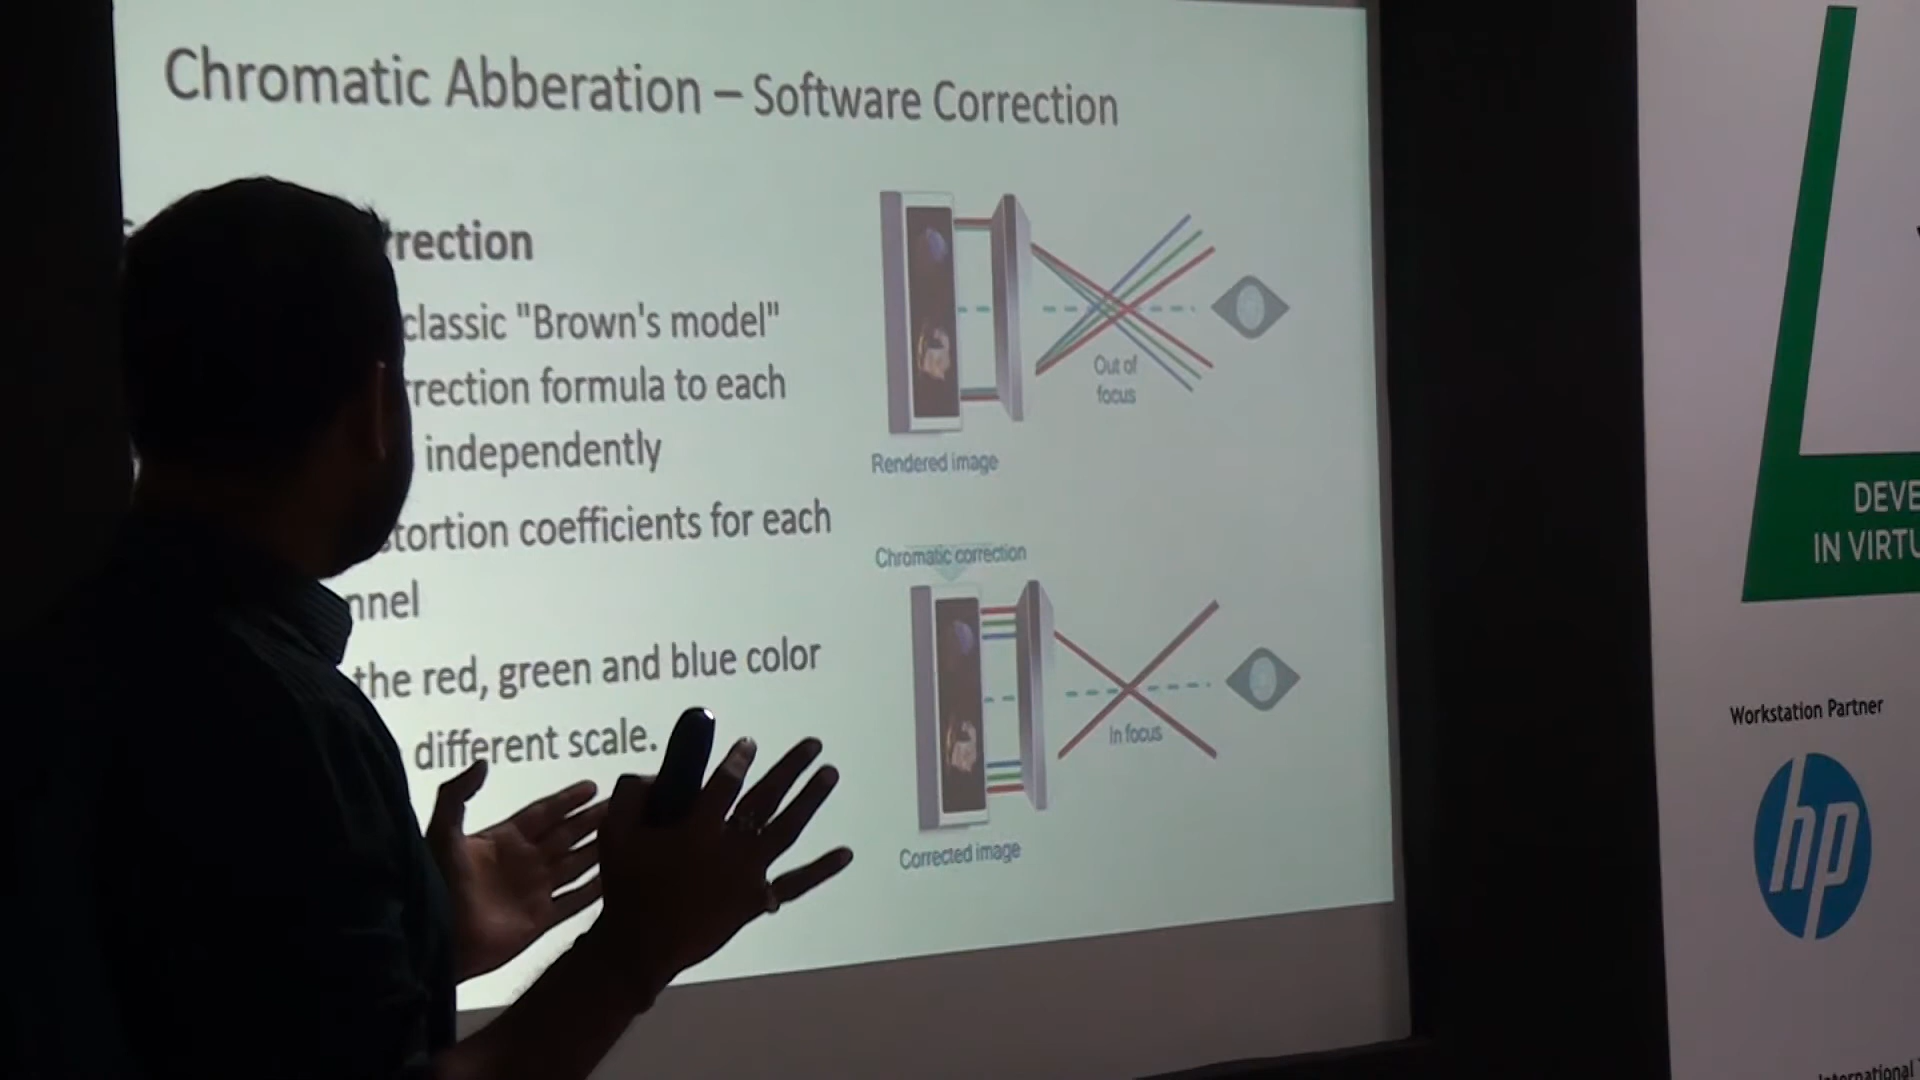 Chromatic Abberation – Software Correction
rrection
classic "Brown's model"
rrection formula to each
independently
stortion coefficients for each
nnel
the red, green and blue color
different scale.
Out of
focus
Rendered image
Chromatic correction
In focus
Corrected image
DEVE
IN VIRTU
Workstation Partner
hp
International